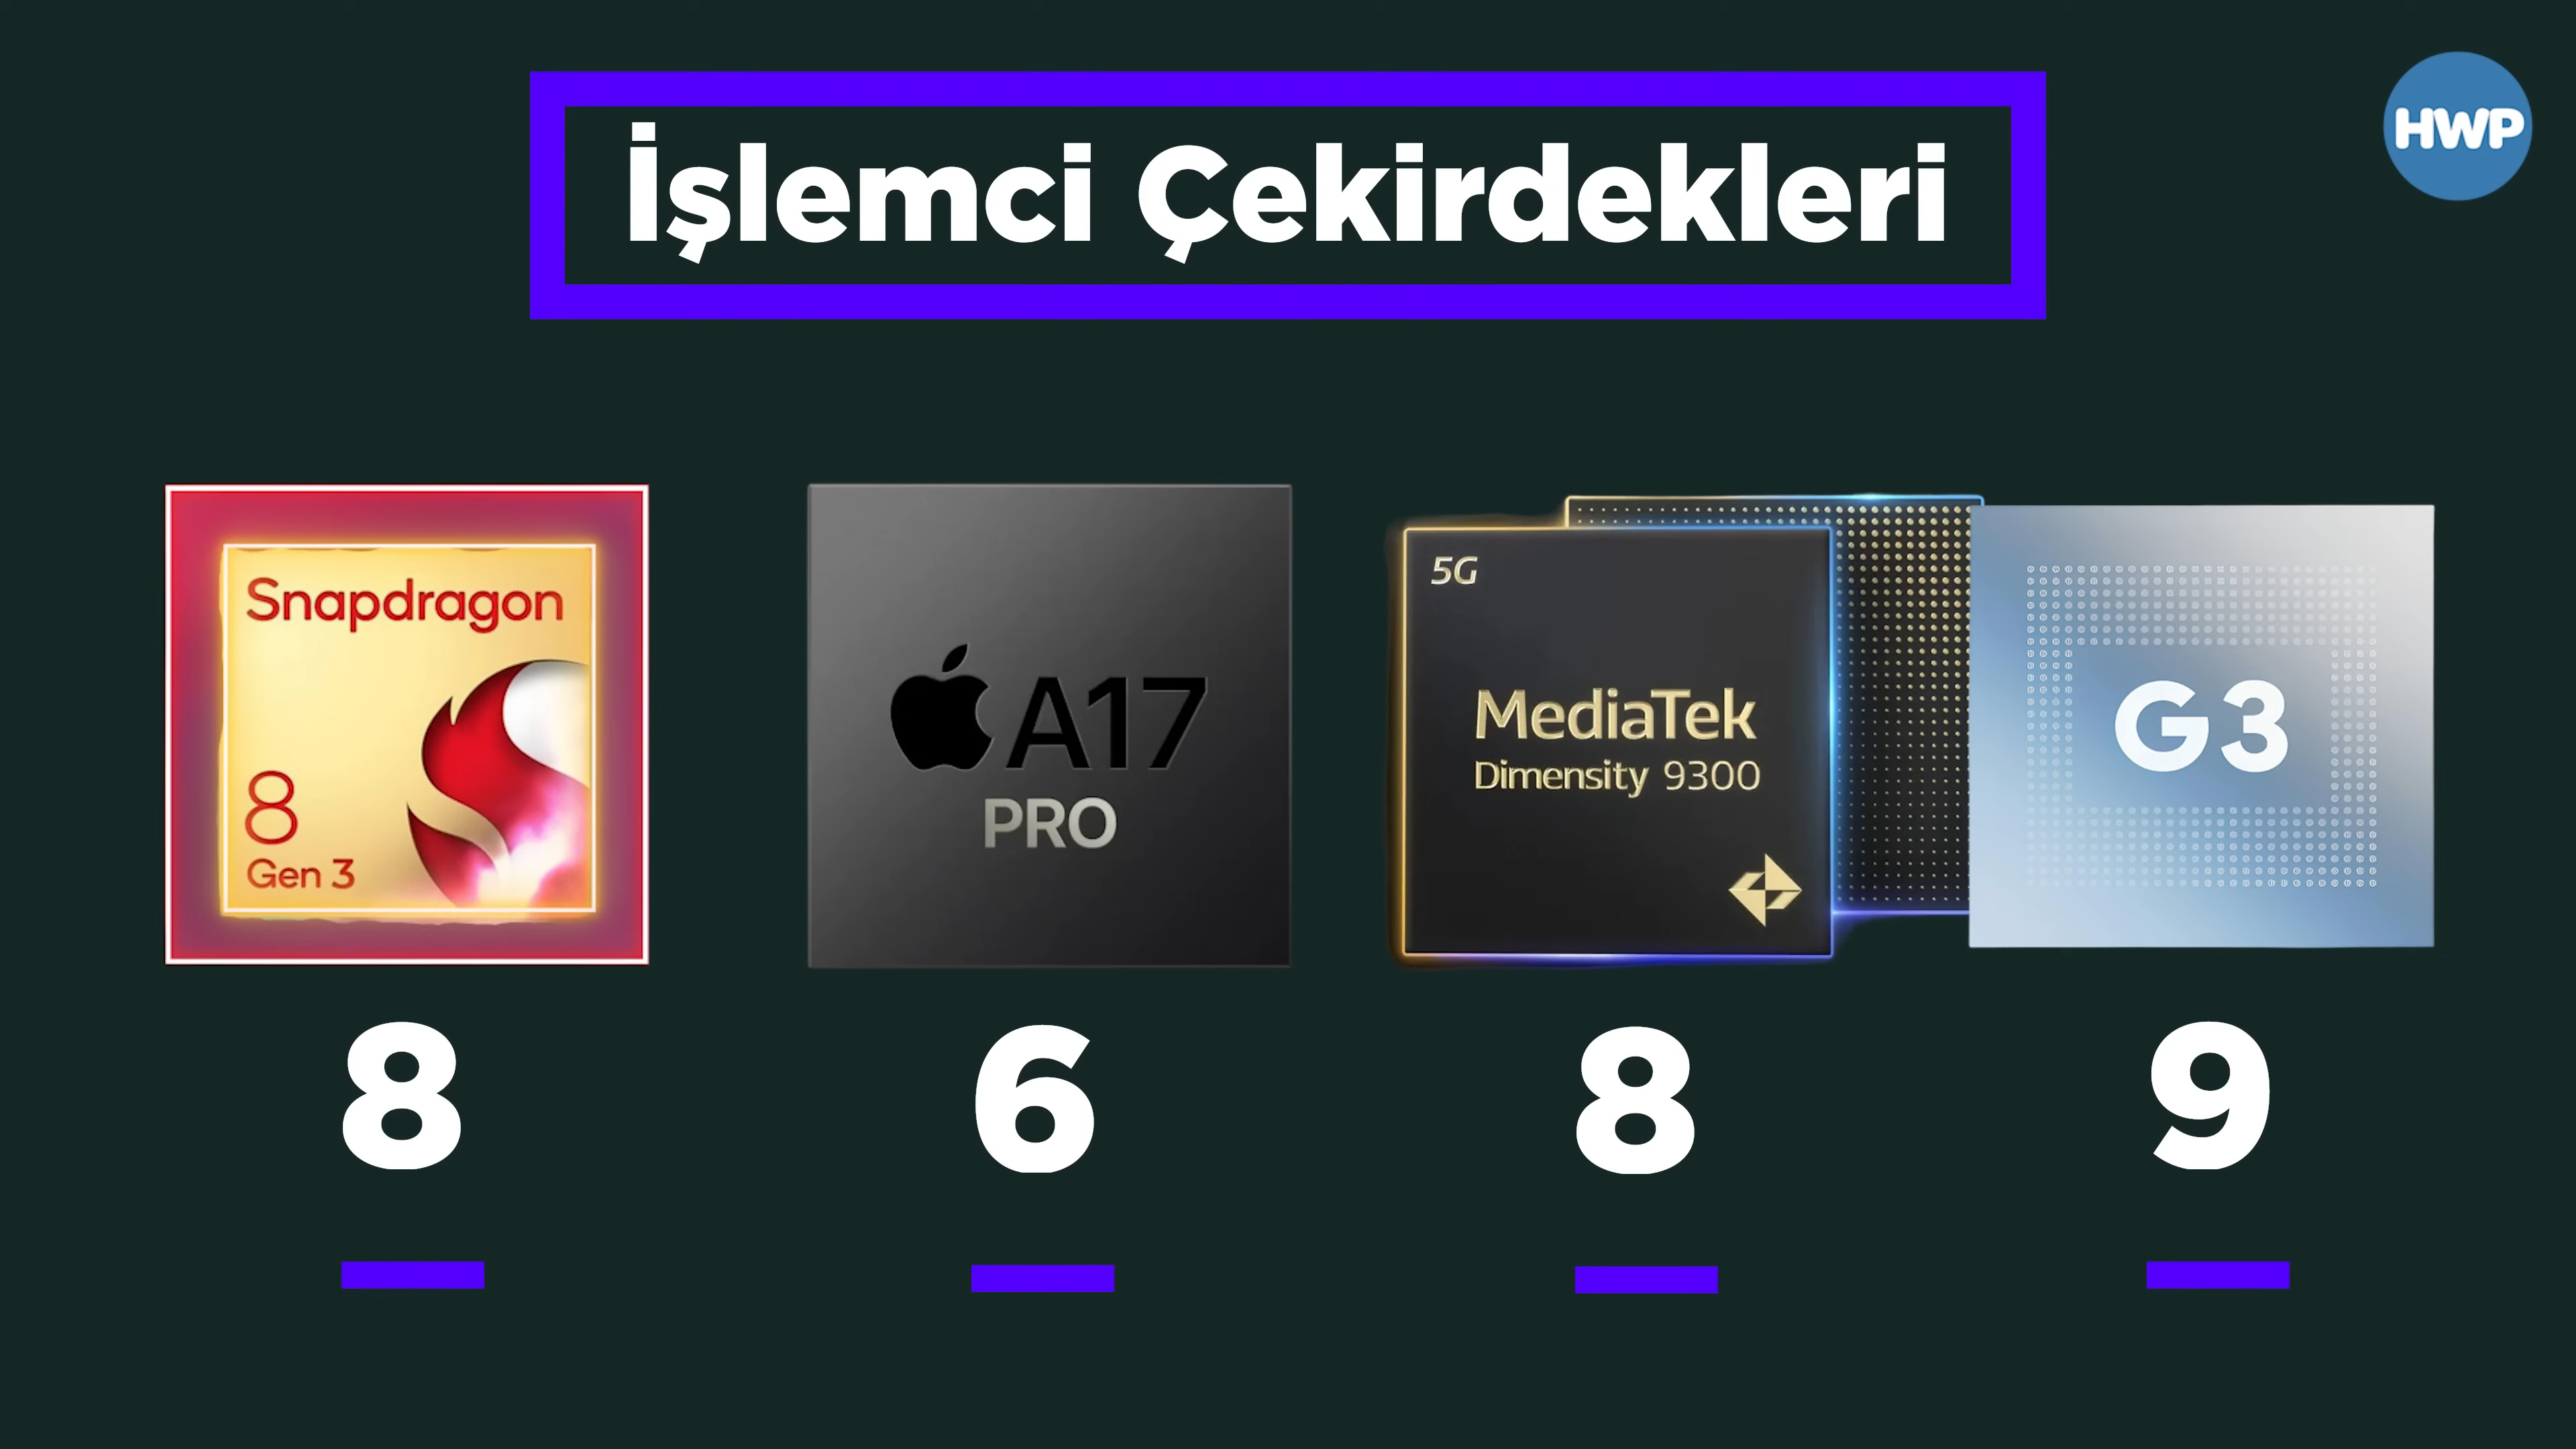 İşlemci Çekirdekleri
HWP
Snapdragon
8
Gen 3
A17
PRO
5G
MediaTek
Dimensity 9300
G3
8
6
8
9